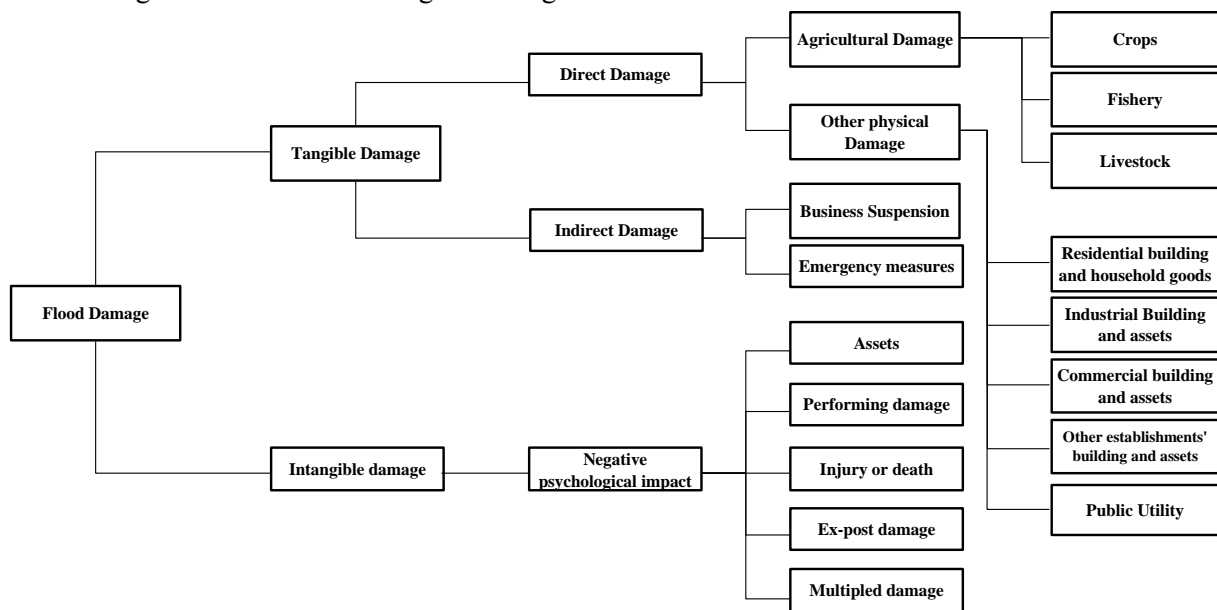 Agricultural Damage
Crops
Direct Damage
Fishery
Other physical
Damage
Tangible Damage
Livestock
Business Suspension
Indirect Damage
Emergency measures
Residential building
and household goods
Flood Damage
Industrial Building
and assets
Assets
Commercial building
and assets
Performing damage
Other establishments'
building and assets
Intangible damage
Negative
psychological impact
Injury or death
Public Utility
Ex-post damage
Multipled damage